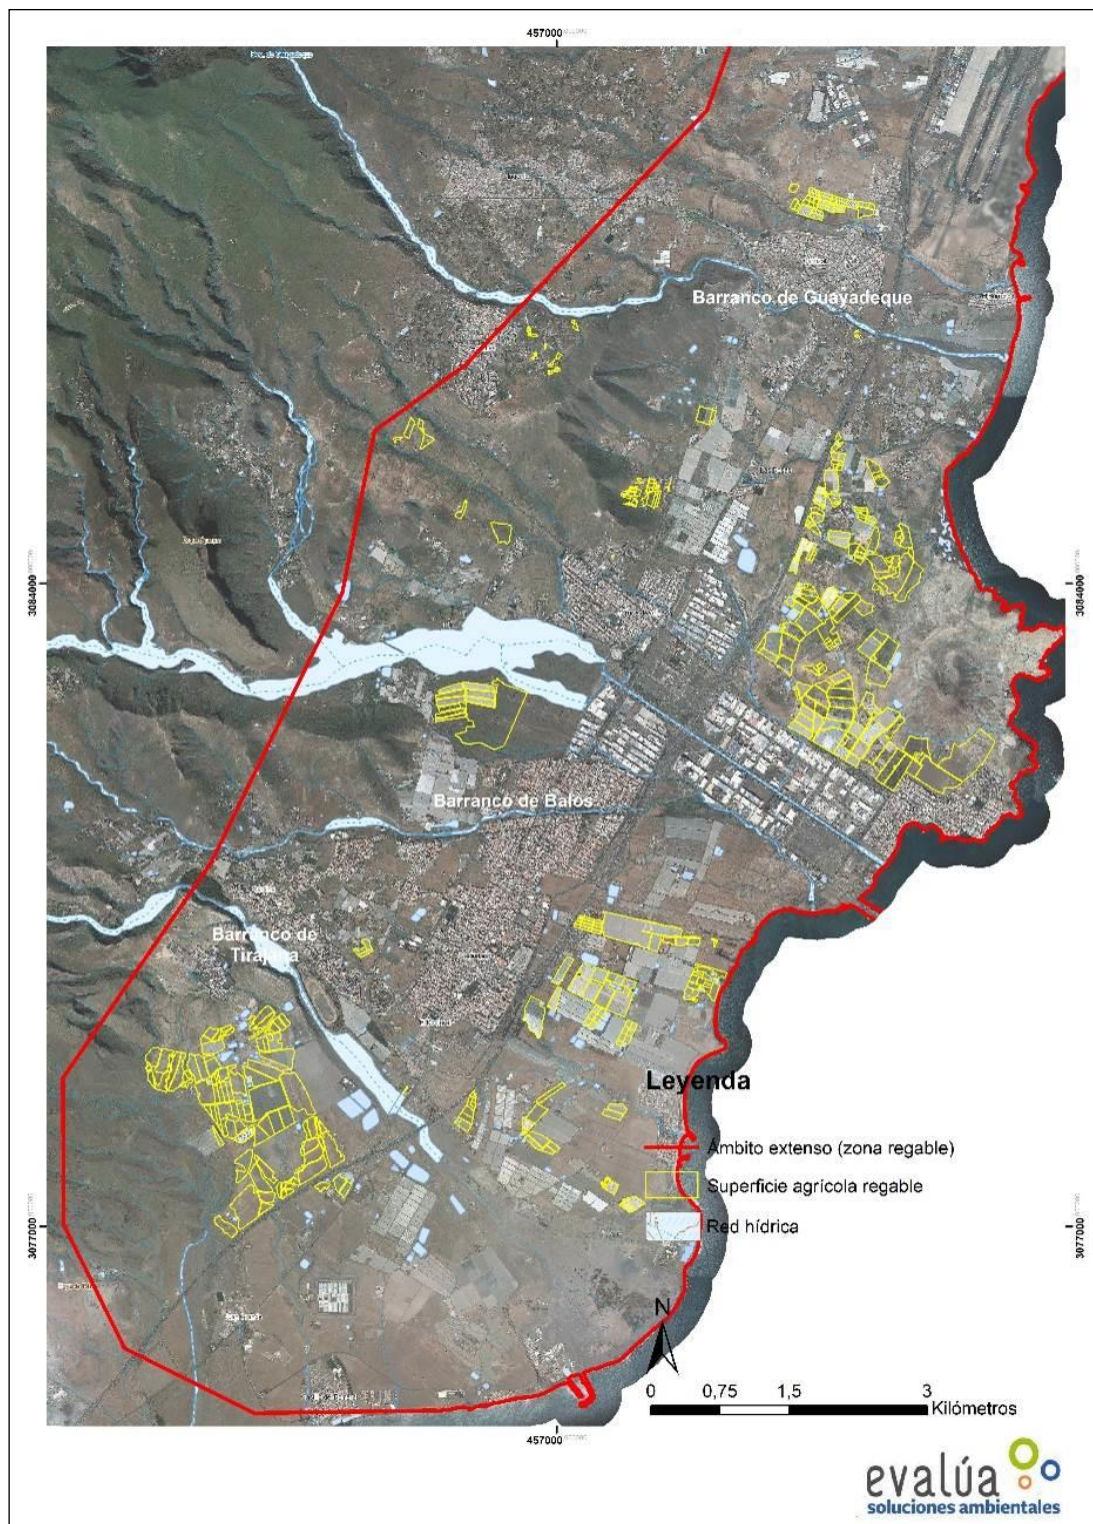 457000
Barranco de Guayadeque
3084000
3084000
Barranco de Balos
Barranco de
Tirajana
Leyenda
Ámbito extenso (zona regable)
Superficie agrícola regable
Red hídrica
3077000
3077000
N
0 0,75 1,5 3
Kilómetros
457000
evalúa
soluciones ambientales